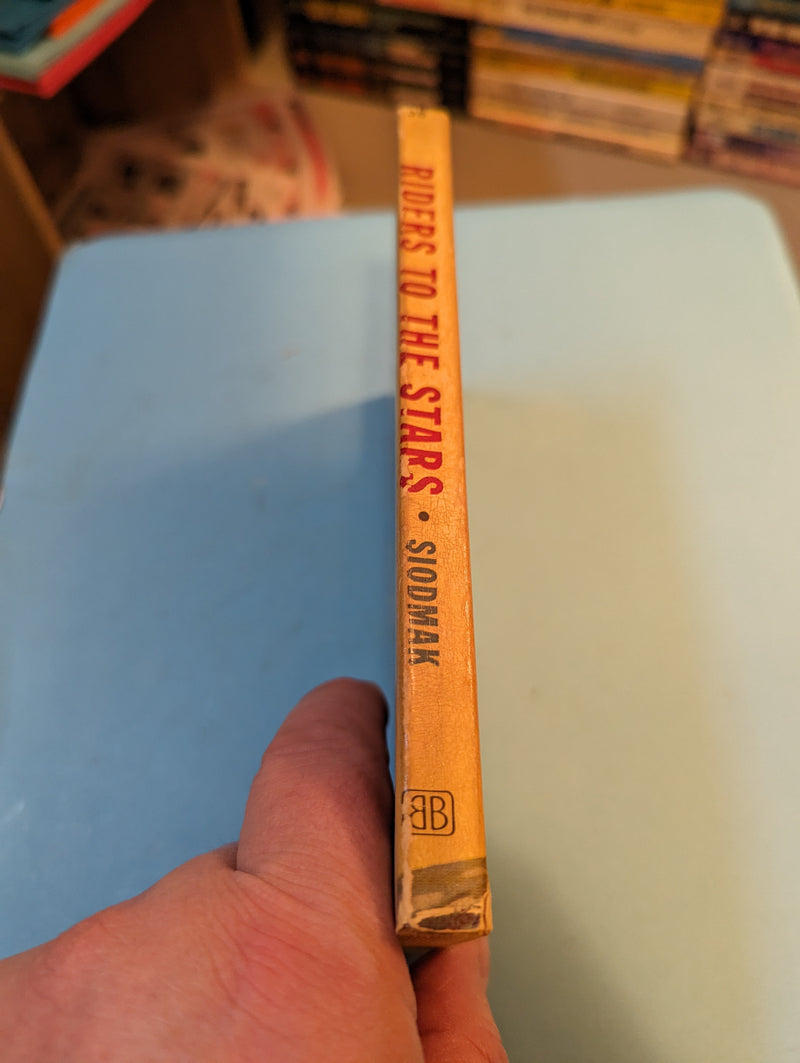 RIDERS TO THE STARS • SIODMAK
BB